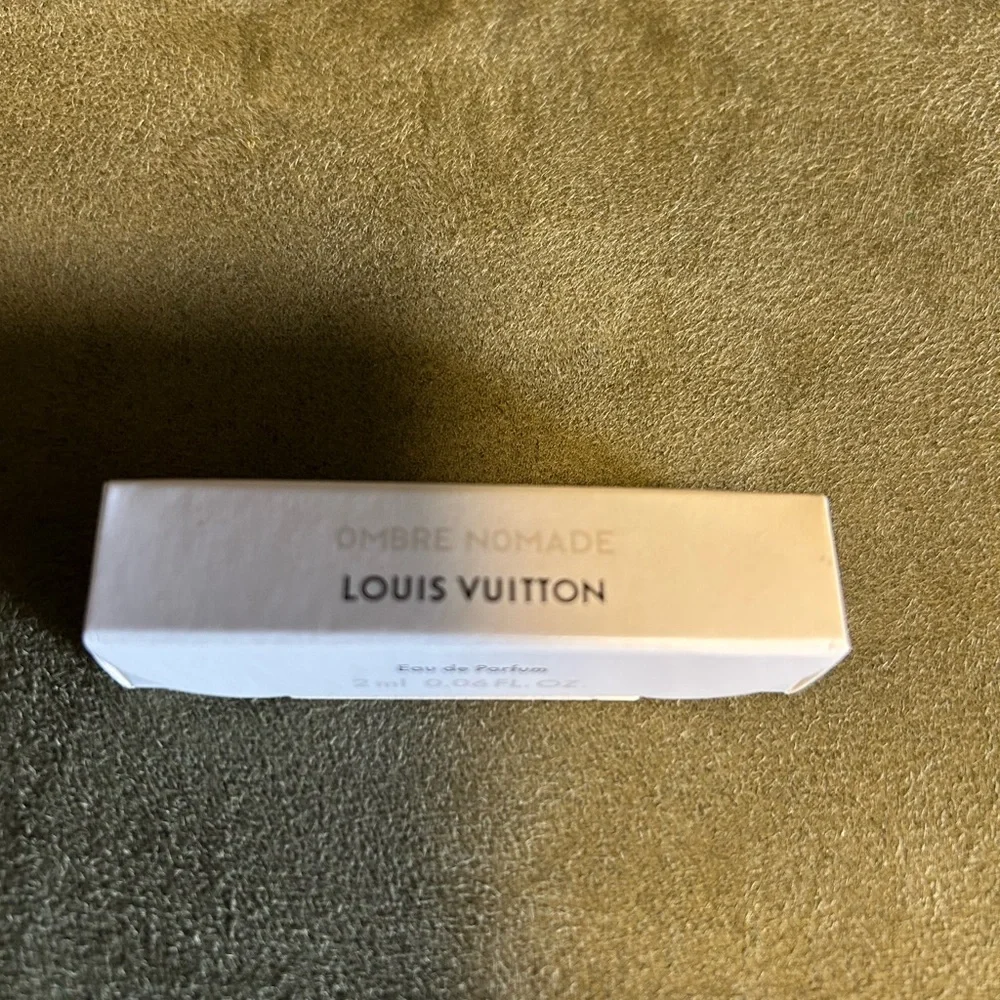 OMBRE NOMADE
LOUIS VUITTON
Eau de Parfum
2 ml 0.06 FL. OZ